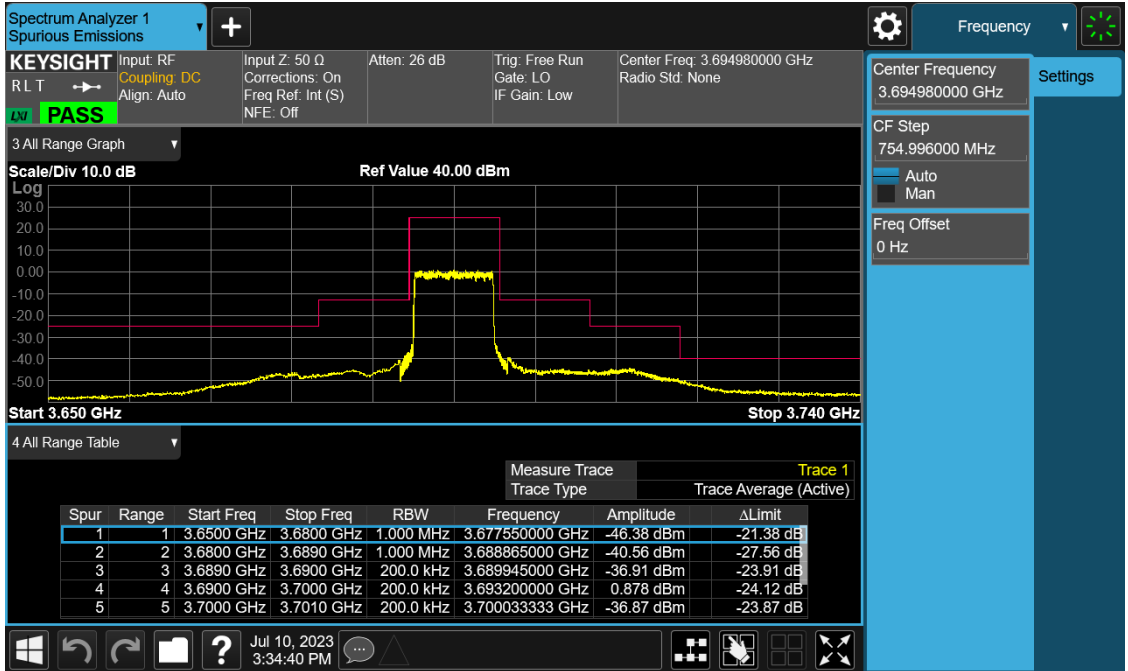 Spectrum Analyzer 1
Spurious Emissions
Frequency
KEYSIGHT
RLT
LXI
PASS
Input: RF
Coupling: DC
Align: Auto
Input Z: 50 Ω
Corrections: On
Freq Ref: Int (S)
NFE: Off
Atten: 26 dB
Trig: Free Run
Gate: LO
IF Gain: Low
Center Freq: 3.694980000 GHz
Radio Std: None
Center Frequency
3.694980000 GHz
Settings
CF Step
754.996000 MHz
Auto
Man
Freq Offset
0 Hz
3 All Range Graph
Scale/Div 10.0 dB
Ref Value 40.00 dBm
Log
30.0
20.0
10.0
0.00
-10.0
-20.0
-30.0
-40.0
-50.0
Start 3.650 GHz
Stop 3.740 GHz
4 All Range Table
Measure Trace Trace 1
Trace Type Trace Average (Active)
Spur Range Start Freq Stop Freq RBW Frequency Amplitude ΔLimit
1 1 3.6500 GHz 3.6800 GHz 1.000 MHz 3.677550000 GHz -46.38 dBm -21.38 dB
2 2 3.6800 GHz 3.6890 GHz 1.000 MHz 3.688865000 GHz -40.56 dBm -27.56 dB
3 3 3.6890 GHz 3.6900 GHz 200.0 kHz 3.689945000 GHz -36.91 dBm -23.91 dB
4 4 3.6900 GHz 3.7000 GHz 200.0 kHz 3.693200000 GHz 0.878 dBm -24.12 dB
5 5 3.7000 GHz 3.7010 GHz 200.0 kHz 3.700033333 GHz -36.87 dBm -23.87 dB
Jul 10, 2023
3:34:40 PM